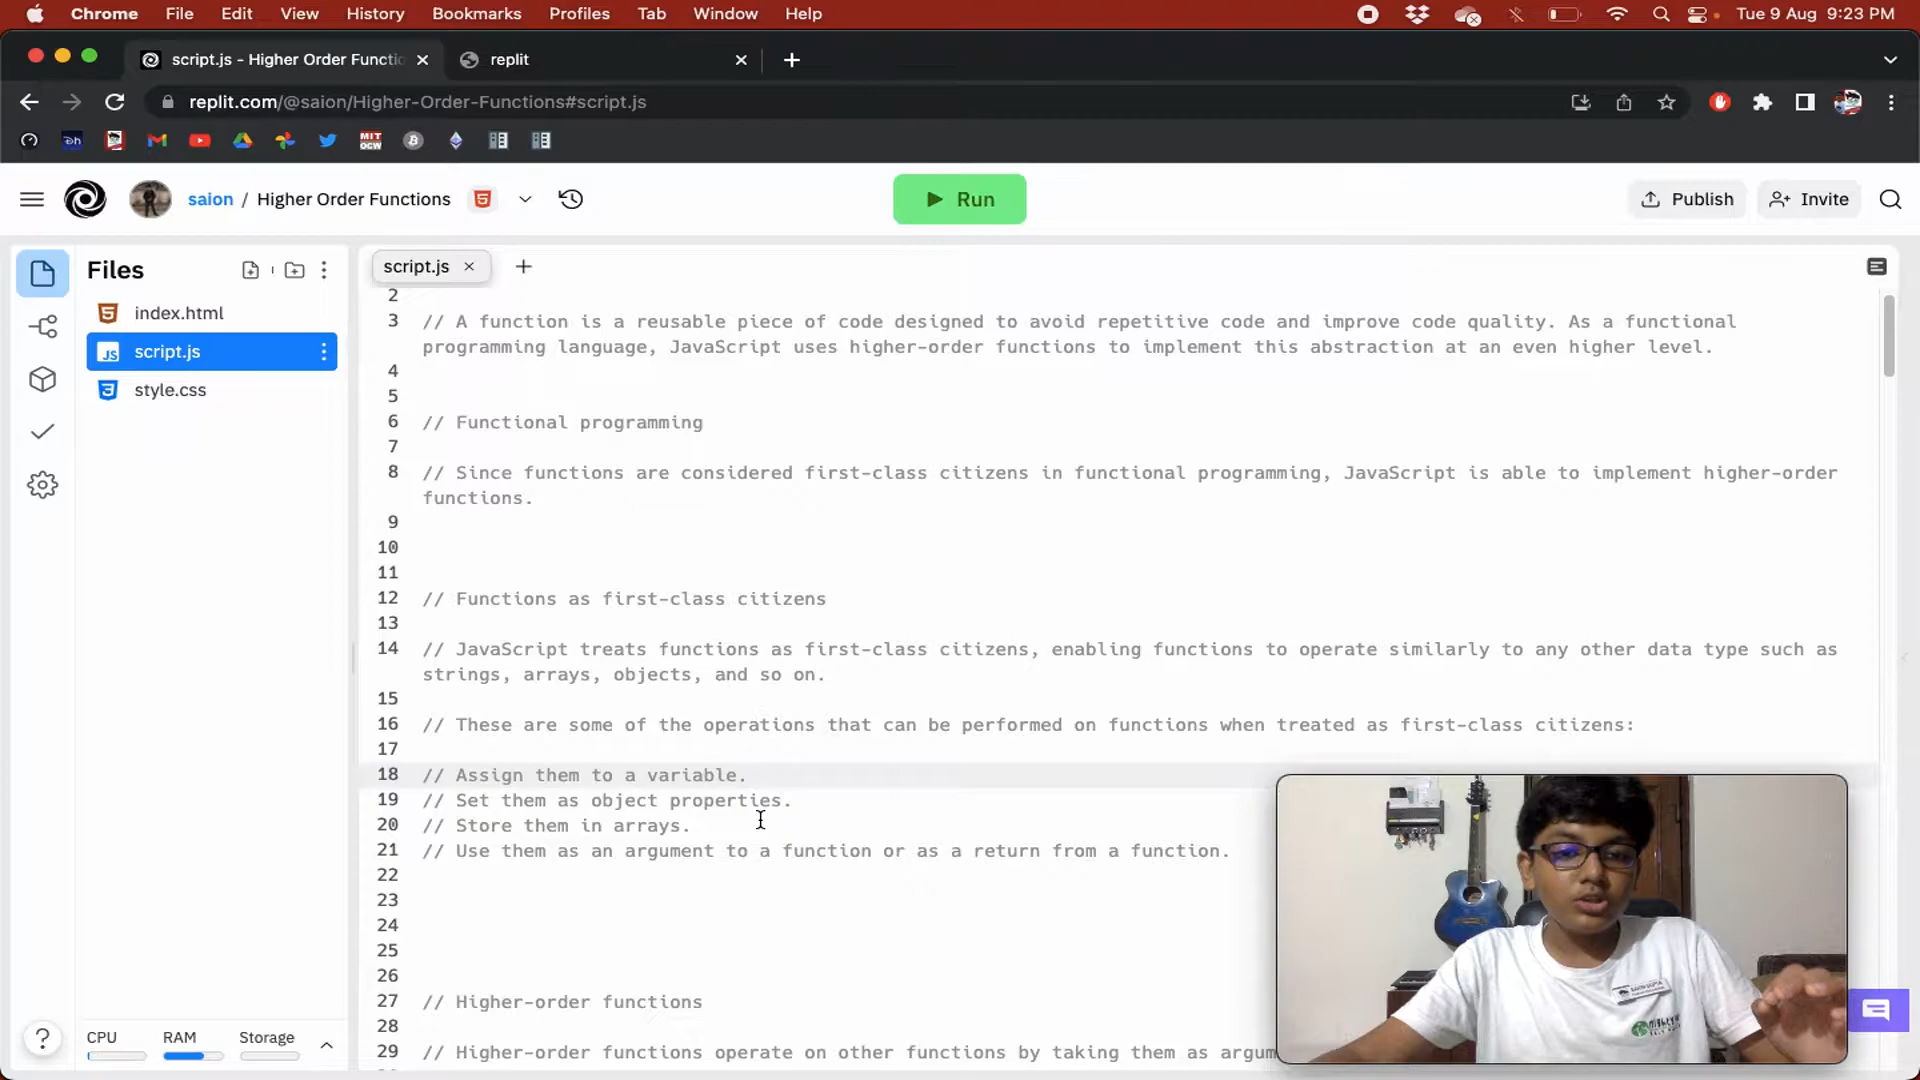 Chrome File Edit View History Bookmarks Profiles Tab Window Help Tue 9 Aug 9:23 PM
script.js - Higher Order Functi
replit
replit.com/@saion/Higher-Order-Functions#script.js
MIT
OCW
saion / Higher Order Functions
Run
Publish
Invite
Files
script.js
index.html
script.js
style.css
2
3 // A function is a reusable piece of code designed to avoid repetitive code and improve code quality. As a functional
programming language, JavaScript uses higher-order functions to implement this abstraction at an even higher level.
4
5
6 // Functional programming
7
8 // Since functions are considered first-class citizens in functional programming, JavaScript is able to implement higher-order
functions.
9
10
11
12 // Functions as first-class citizens
13
14 // JavaScript treats functions as first-class citizens, enabling functions to operate similarly to any other data type such as
strings, arrays, objects, and so on.
15
16 // These are some of the operations that can be performed on functions when treated as first-class citizens:
17
18 // Assign them to a variable.
19 // Set them as object properties.
20 // Store them in arrays.
21 // Use them as an argument to a function or as a return from a function.
22
23
24
25
26
27 // Higher-order functions
28
29 // Higher-order functions operate on other functions by taking them as argum
CPU RAM Storage